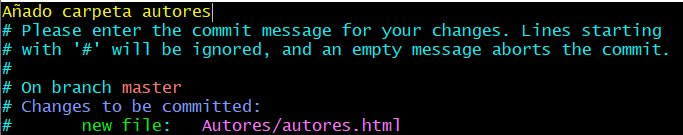 Añado carpeta autores
# Please enter the commit message for your changes. Lines starting
# with '#' will be ignored, and an empty message aborts the commit.
#
# On branch master
# Changes to be committed:
#       new file:   Autores/autores.html